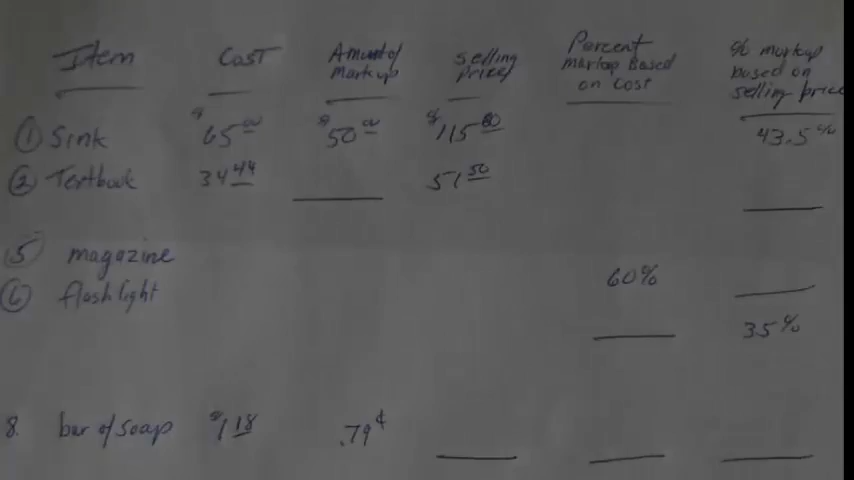 Item Cost Amount of Markup Selling Price Percent Markup Based on Cost % markup based on selling price
① Sink $65.00 $50.00 $115.00 43.5%
② Textbook 34.44 51.50
⑤ magazine 60%
⑥ flashlight 35%
8. bar of soap $1.18 .79¢